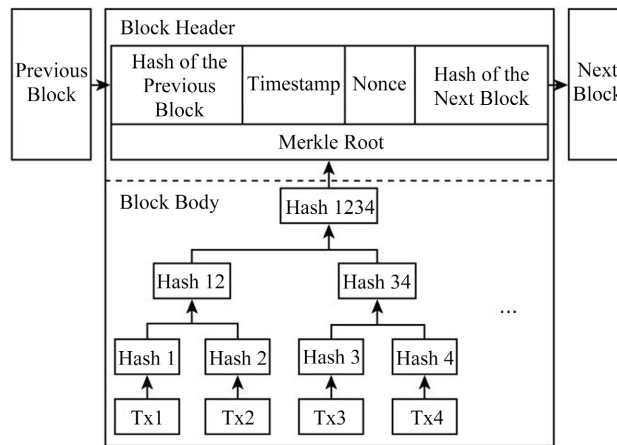 Block Header
Previous
Block
Hash of the
Previous
Block
Timestamp
Nonce
Hash of the
Next Block
Next
Block
Merkle Root
Block Body
Hash 1234
Hash 12
Hash 34
...
Hash 1
Hash 2
Hash 3
Hash 4
Tx1
Tx2
Tx3
Tx4